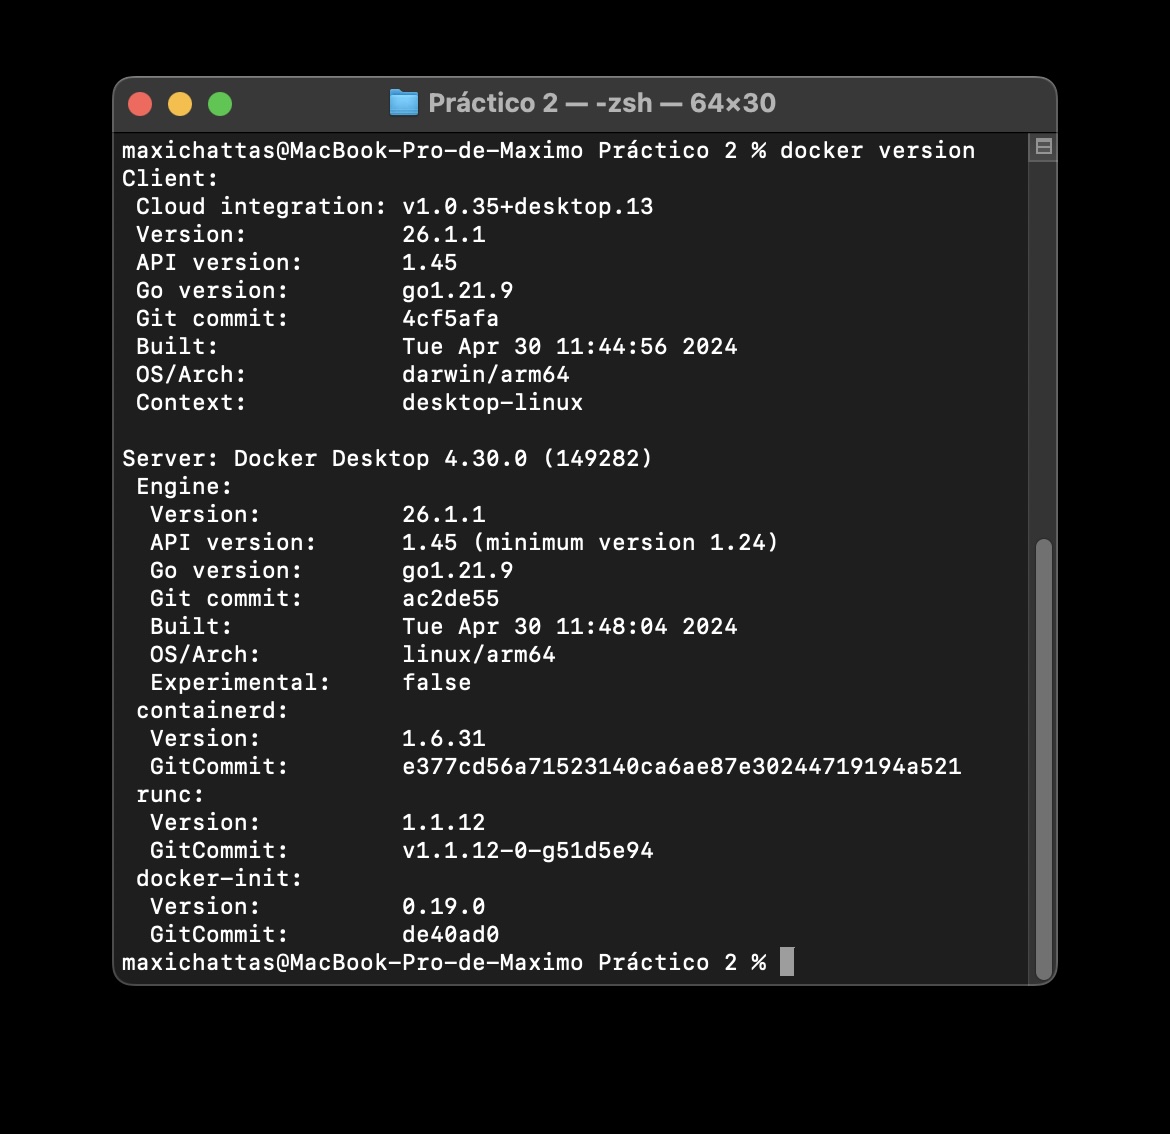 Práctico 2 — -zsh — 64×30
maxichattas@MacBook-Pro-de-Maximo Práctico 2 % docker version
Client:
 Cloud integration: v1.0.35+desktop.13
 Version:           26.1.1
 API version:       1.45
 Go version:        go1.21.9
 Git commit:        4cf5afa
 Built:             Tue Apr 30 11:44:56 2024
 OS/Arch:           darwin/arm64
 Context:           desktop-linux

Server: Docker Desktop 4.30.0 (149282)
 Engine:
  Version:          26.1.1
  API version:      1.45 (minimum version 1.24)
  Go version:       go1.21.9
  Git commit:       ac2de55
  Built:            Tue Apr 30 11:48:04 2024
  OS/Arch:          linux/arm64
  Experimental:     false
 containerd:
  Version:          1.6.31
  GitCommit:        e377cd56a71523140ca6ae87e30244719194a521
 runc:
  Version:          1.1.12
  GitCommit:        v1.1.12-0-g51d5e94
 docker-init:
  Version:          0.19.0
  GitCommit:        de40ad0
maxichattas@MacBook-Pro-de-Maximo Práctico 2 %